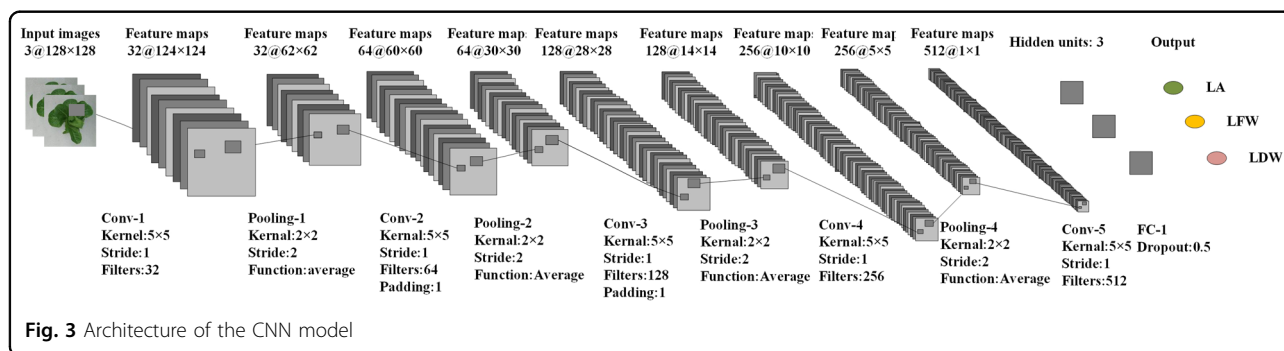 Input images
3@128×128
Feature maps
32@124×124
Feature maps
32@62×62
Feature maps
64@60×60
Feature map
64@30×30
Feature maps
128@28×28
Feature maps
128@14×14
Feature maps
256@10×10
Feature map
256@5×5
Feature maps
512@1×1
Hidden units: 3
Output
LA
LFW
LDW
Conv-1
Kernel:5×5
Stride:1
Filters:32
Pooling-1
Kernal:2×2
Stride:2
Function:average
Conv-2
Kernal:5×5
Stride:1
Filters:64
Padding:1
Pooling-2
Kernal:2×2
Stride:2
Function:Average
Conv-3
Kernal:5×5
Stride:1
Filters:128
Padding:1
Pooling-3
Kernal:2×2
Stride:2
Function:Average
Conv-4
Kernal:5×5
Stride:1
Filters:256
Pooling-4
Kernal:2×2
Stride:2
Function:Average
Conv-5
Kernal:5×5
Stride:1
Filters:512
FC-1
Dropout:0.5
Fig. 3 Architecture of the CNN model